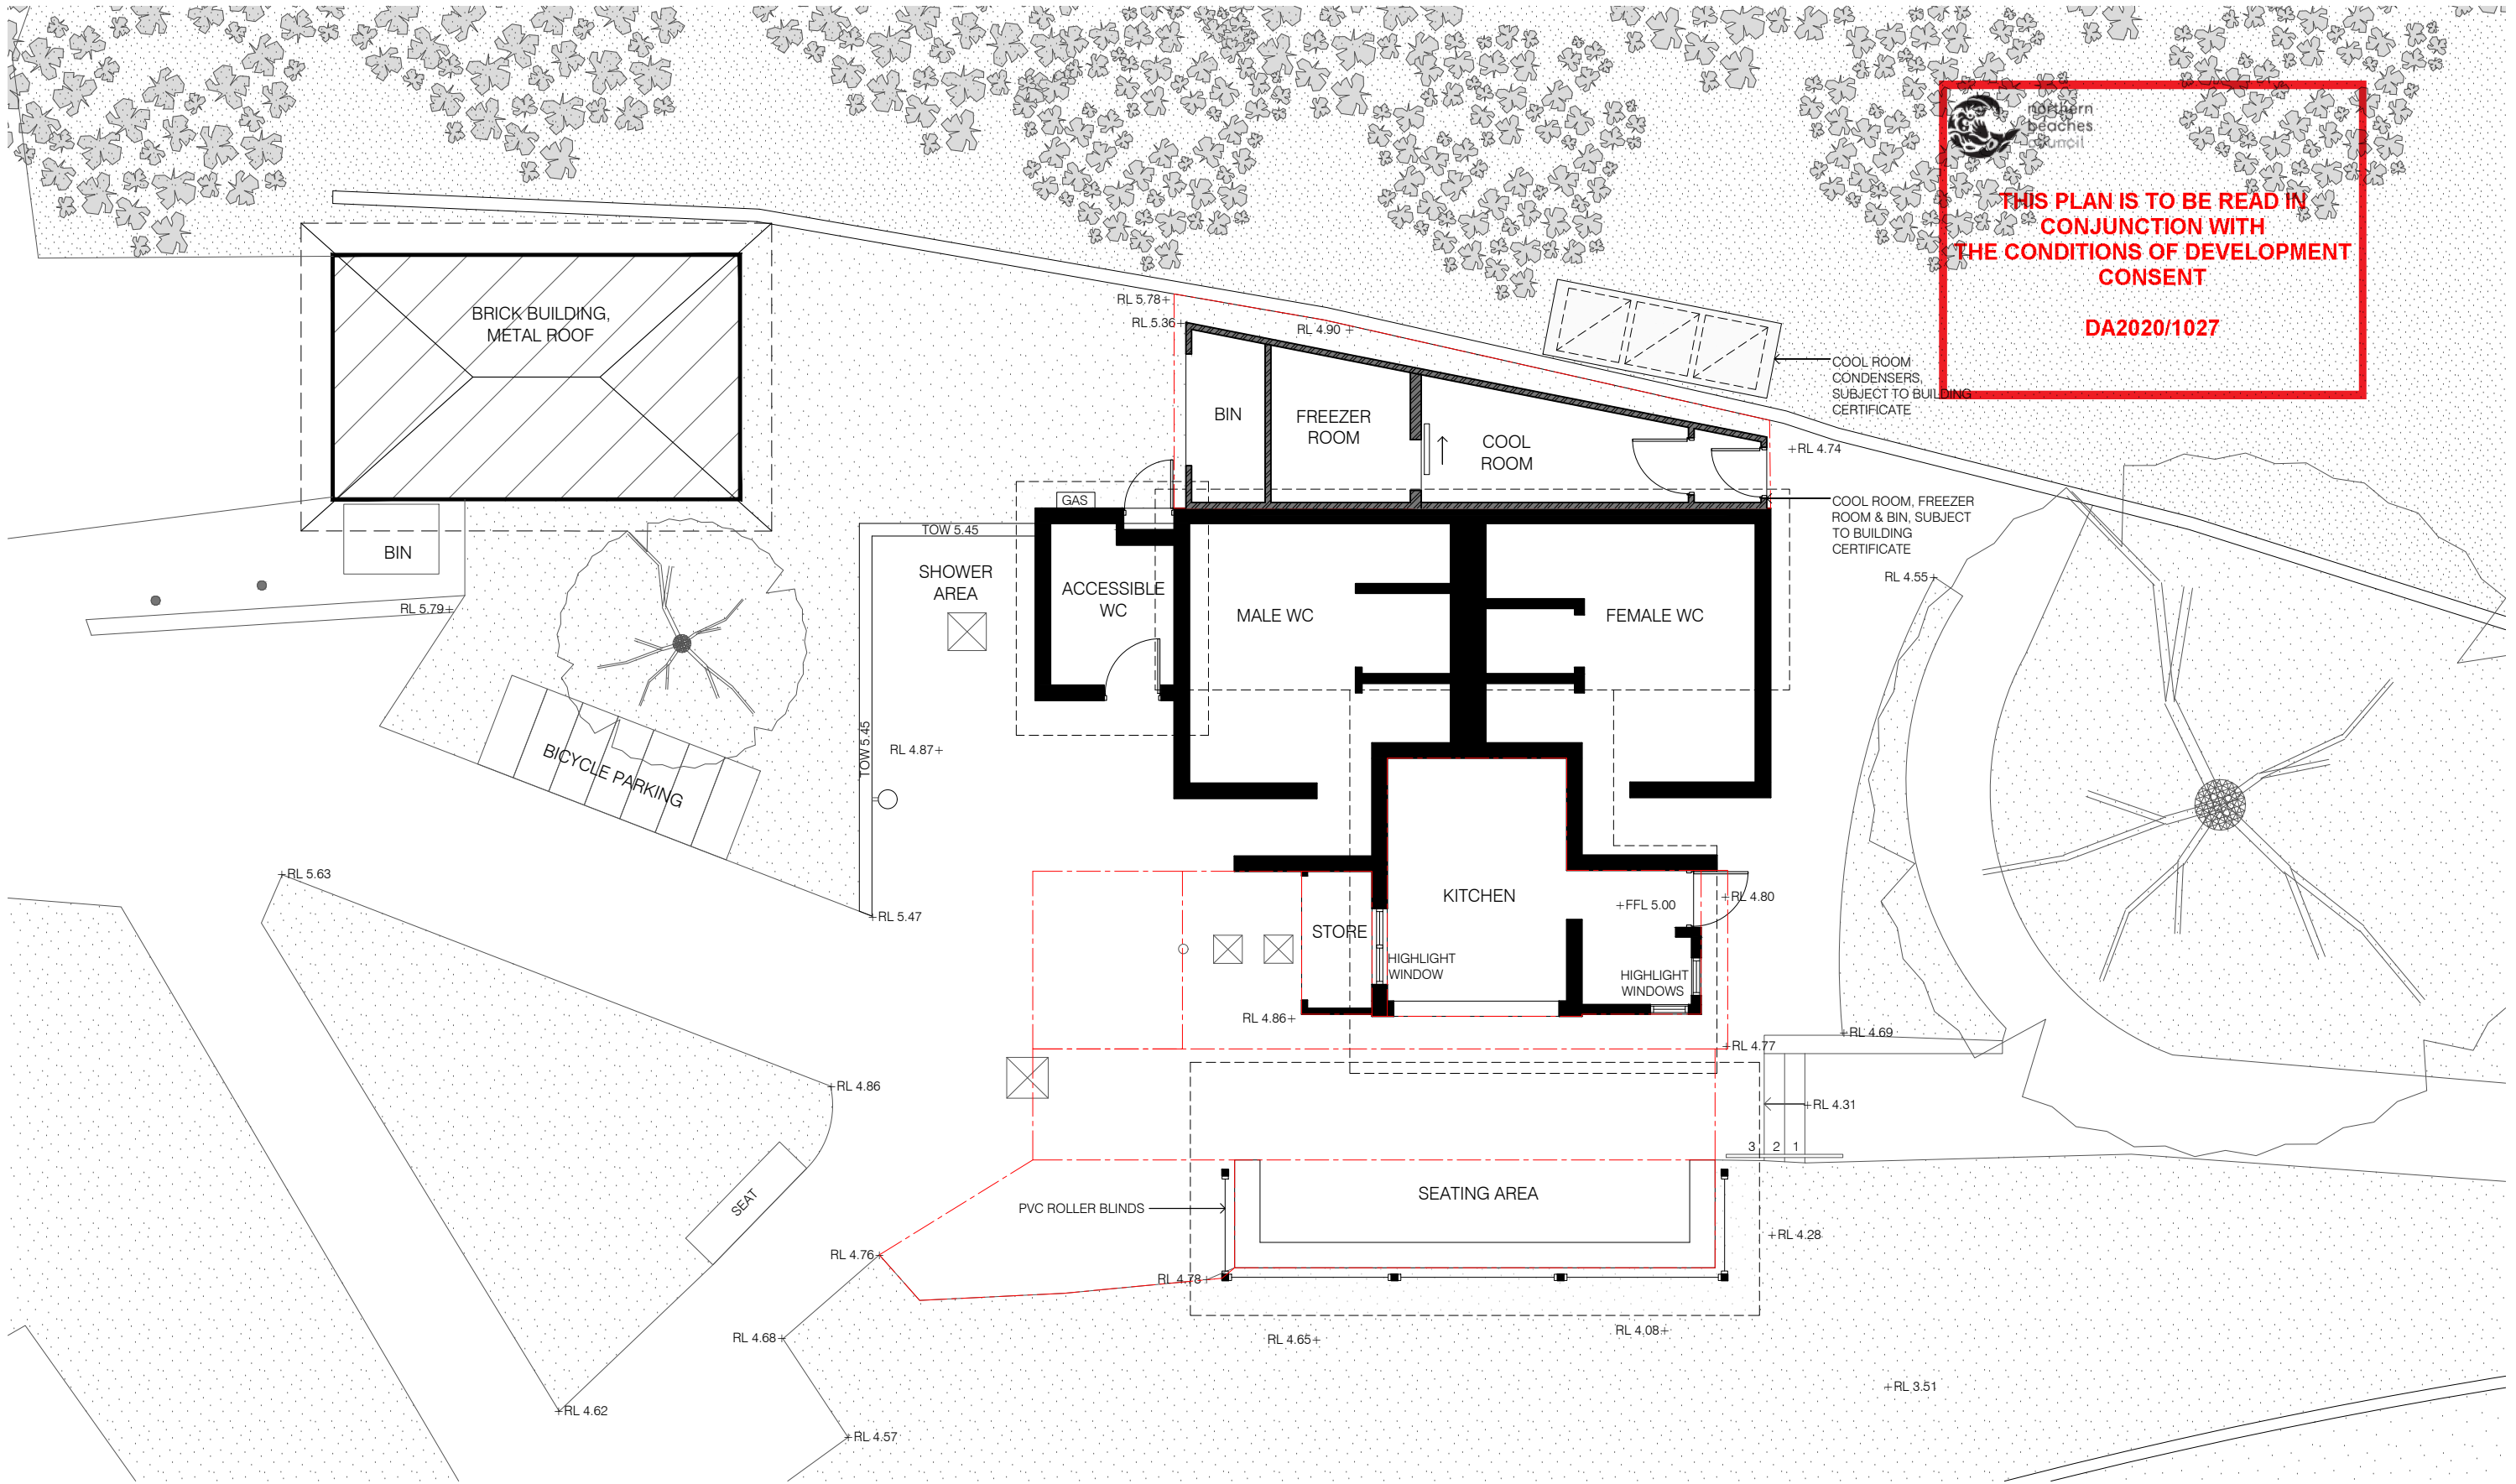 northern
beaches
council
THIS PLAN IS TO BE READ IN
CONJUNCTION WITH
THE CONDITIONS OF DEVELOPMENT
CONSENT
DA2020/1027
BRICK BUILDING,
METAL ROOF
RL 5.78+
RL 5.36+
RL 4.90 +
COOL ROOM
CONDENSERS,
SUBJECT TO BUILDING
CERTIFICATE
BIN
FREEZER
ROOM
COOL
ROOM
+RL 4.74
GAS
COOL ROOM, FREEZER
ROOM & BIN, SUBJECT
TO BUILDING
CERTIFICATE
BIN
TOW 5.45
SHOWER
AREA
ACCESSIBLE
WC
MALE WC
FEMALE WC
RL 4.55+
RL 5.79+
TOW 5.45
RL 4.87+
BICYCLE PARKING
+RL 5.63
+RL 5.47
KITCHEN
+FFL 5.00
+RL 4.80
STORE
HIGHLIGHT
WINDOW
HIGHLIGHT
WINDOWS
RL 4.86+
+RL 4.69
+RL 4.77
+RL 4.86
+RL 4.31
3 2 1
SEAT
PVC ROLLER BLINDS
SEATING AREA
+RL 4.28
RL 4.76+
RL 4.78+
RL 4.68+
RL 4.65+
RL 4.08+
+RL 3.51
+RL 4.62
+RL 4.57